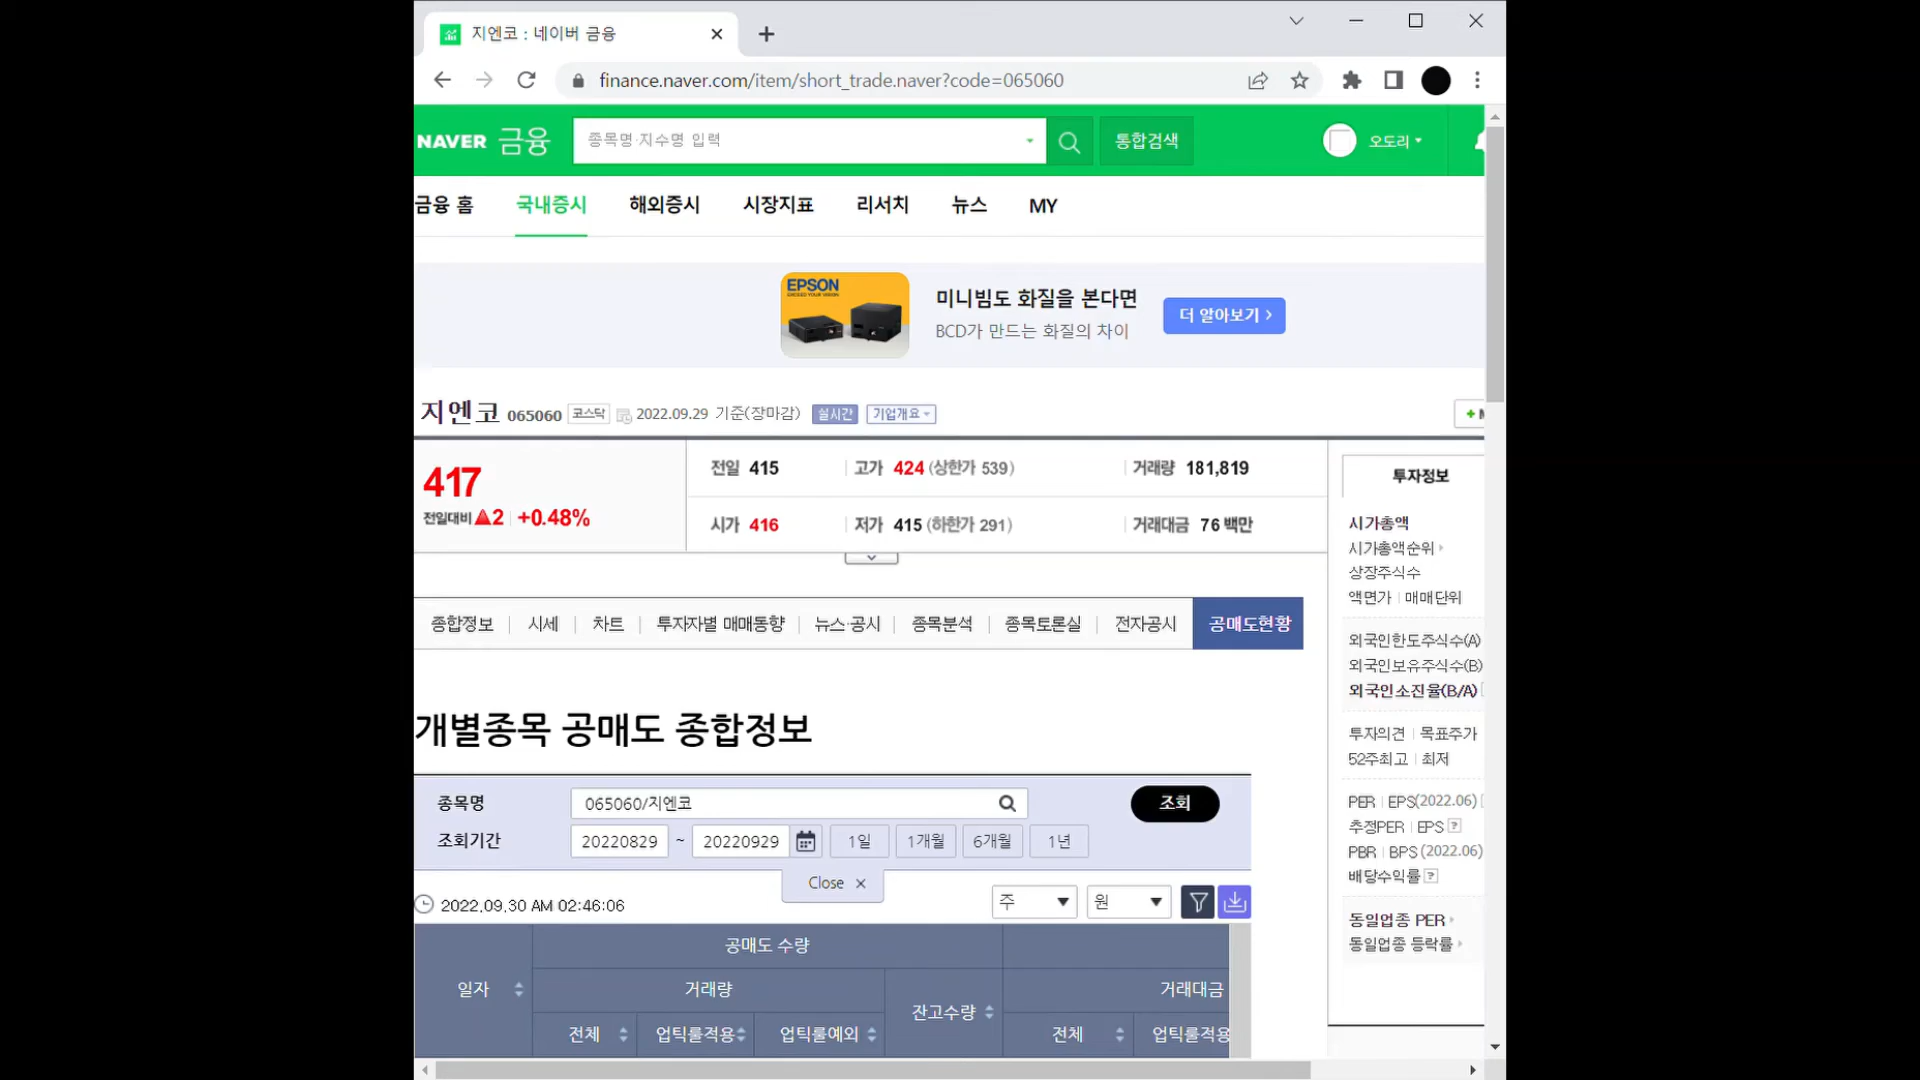 지엔코 : 네이버 금융
finance.naver.com/item/short_trade.naver?code=065060
NAVER 금융
종목명·지수명 입력
통합검색
오도리
금융 홈 국내증시 해외증시 시장지표 리서치 뉴스 MY
EPSON
EXCEED YOUR VISION
미니빔도 화질을 본다면
BCD가 만드는 화질의 차이
더 알아보기
지엔코 065060 코스닥 2022.09.29 기준(장마감) 실시간 기업개요
417
전일대비 ▲2 +0.48%
전일 415 고가 424 (상한가 539) 거래량 181,819
시가 416 저가 415 (하한가 291) 거래대금 76 백만
종합정보 시세 차트 투자자별 매매동향 뉴스·공시 종목분석 종목토론실 전자공시 공매도현황
개별종목 공매도 종합정보
종목명 065060/지엔코 조회
조회기간 20220829 ~ 20220929 1일 1개월 6개월 1년
Close ×
2022.09.30 AM 02:46:06 주 원
공매도 수량
일자 거래량 잔고수량 거래대금
전체 업틱룰적용 업틱룰예외 전체 업틱룰적용
투자정보
시가총액
시가총액순위
상장주식수
액면가 매매단위
외국인한도주식수(A)
외국인보유주식수(B)
외국인소진율(B/A)
투자의견 목표주가
52주최고 최저
PER EPS(2022.06)
추정PER EPS ?
PBR BPS (2022.06)
배당수익률 ?
동일업종 PER
동일업종 등락률